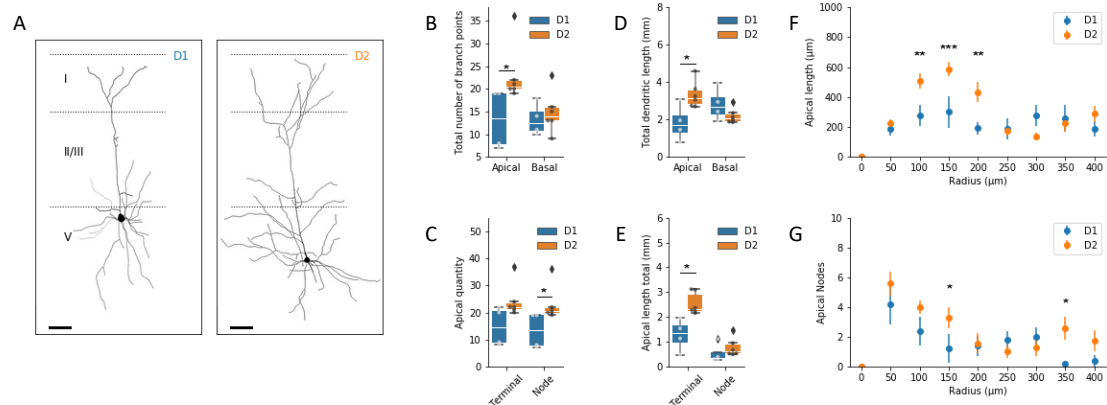 A
D1
I
II/III
V
D2
B
Total number of branch points
35
30
25
20
15
10
5
D1
D2
*
Apical
Basal
C
Apical quantity
50
40
30
20
10
0
D1
D2
*
Terminal
Node
D
Total dendritic length (mm)
8
6
4
2
0
D1
D2
*
Apical
Basal
E
Apical length total (mm)
6
5
4
3
2
1
0
D1
D2
*
Terminal
Node
F
Apical length (μm)
1000
800
600
400
200
0
**
***
**
D1
D2
0 50 100 150 200 250 300 350 400
Radius (μm)
G
Apical Nodes
10
8
6
4
2
0
*
*
D1
D2
0 50 100 150 200 250 300 350 400
Radius (μm)